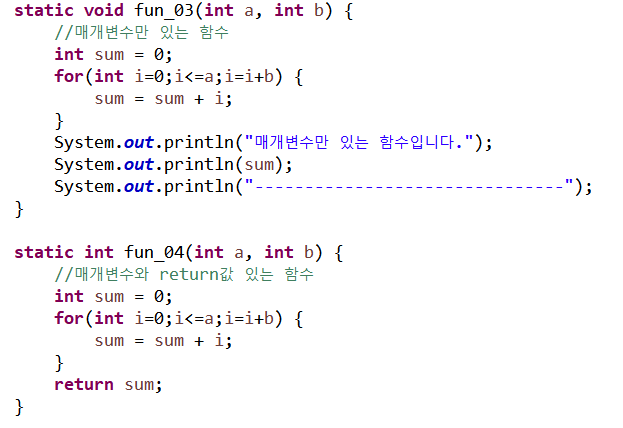 static void fun_03(int a, int b) {
    //매개변수만 있는 함수
    int sum = 0;
    for(int i=0;i<=a;i=i+b) {
        sum = sum + i;
    }
    System.out.println("매개변수만 있는 함수입니다.");
    System.out.println(sum);
    System.out.println("-------------------------------");
}

static int fun_04(int a, int b) {
    //매개변수와 return값 있는 함수
    int sum = 0;
    for(int i=0;i<=a;i=i+b) {
        sum = sum + i;
    }
    return sum;
}